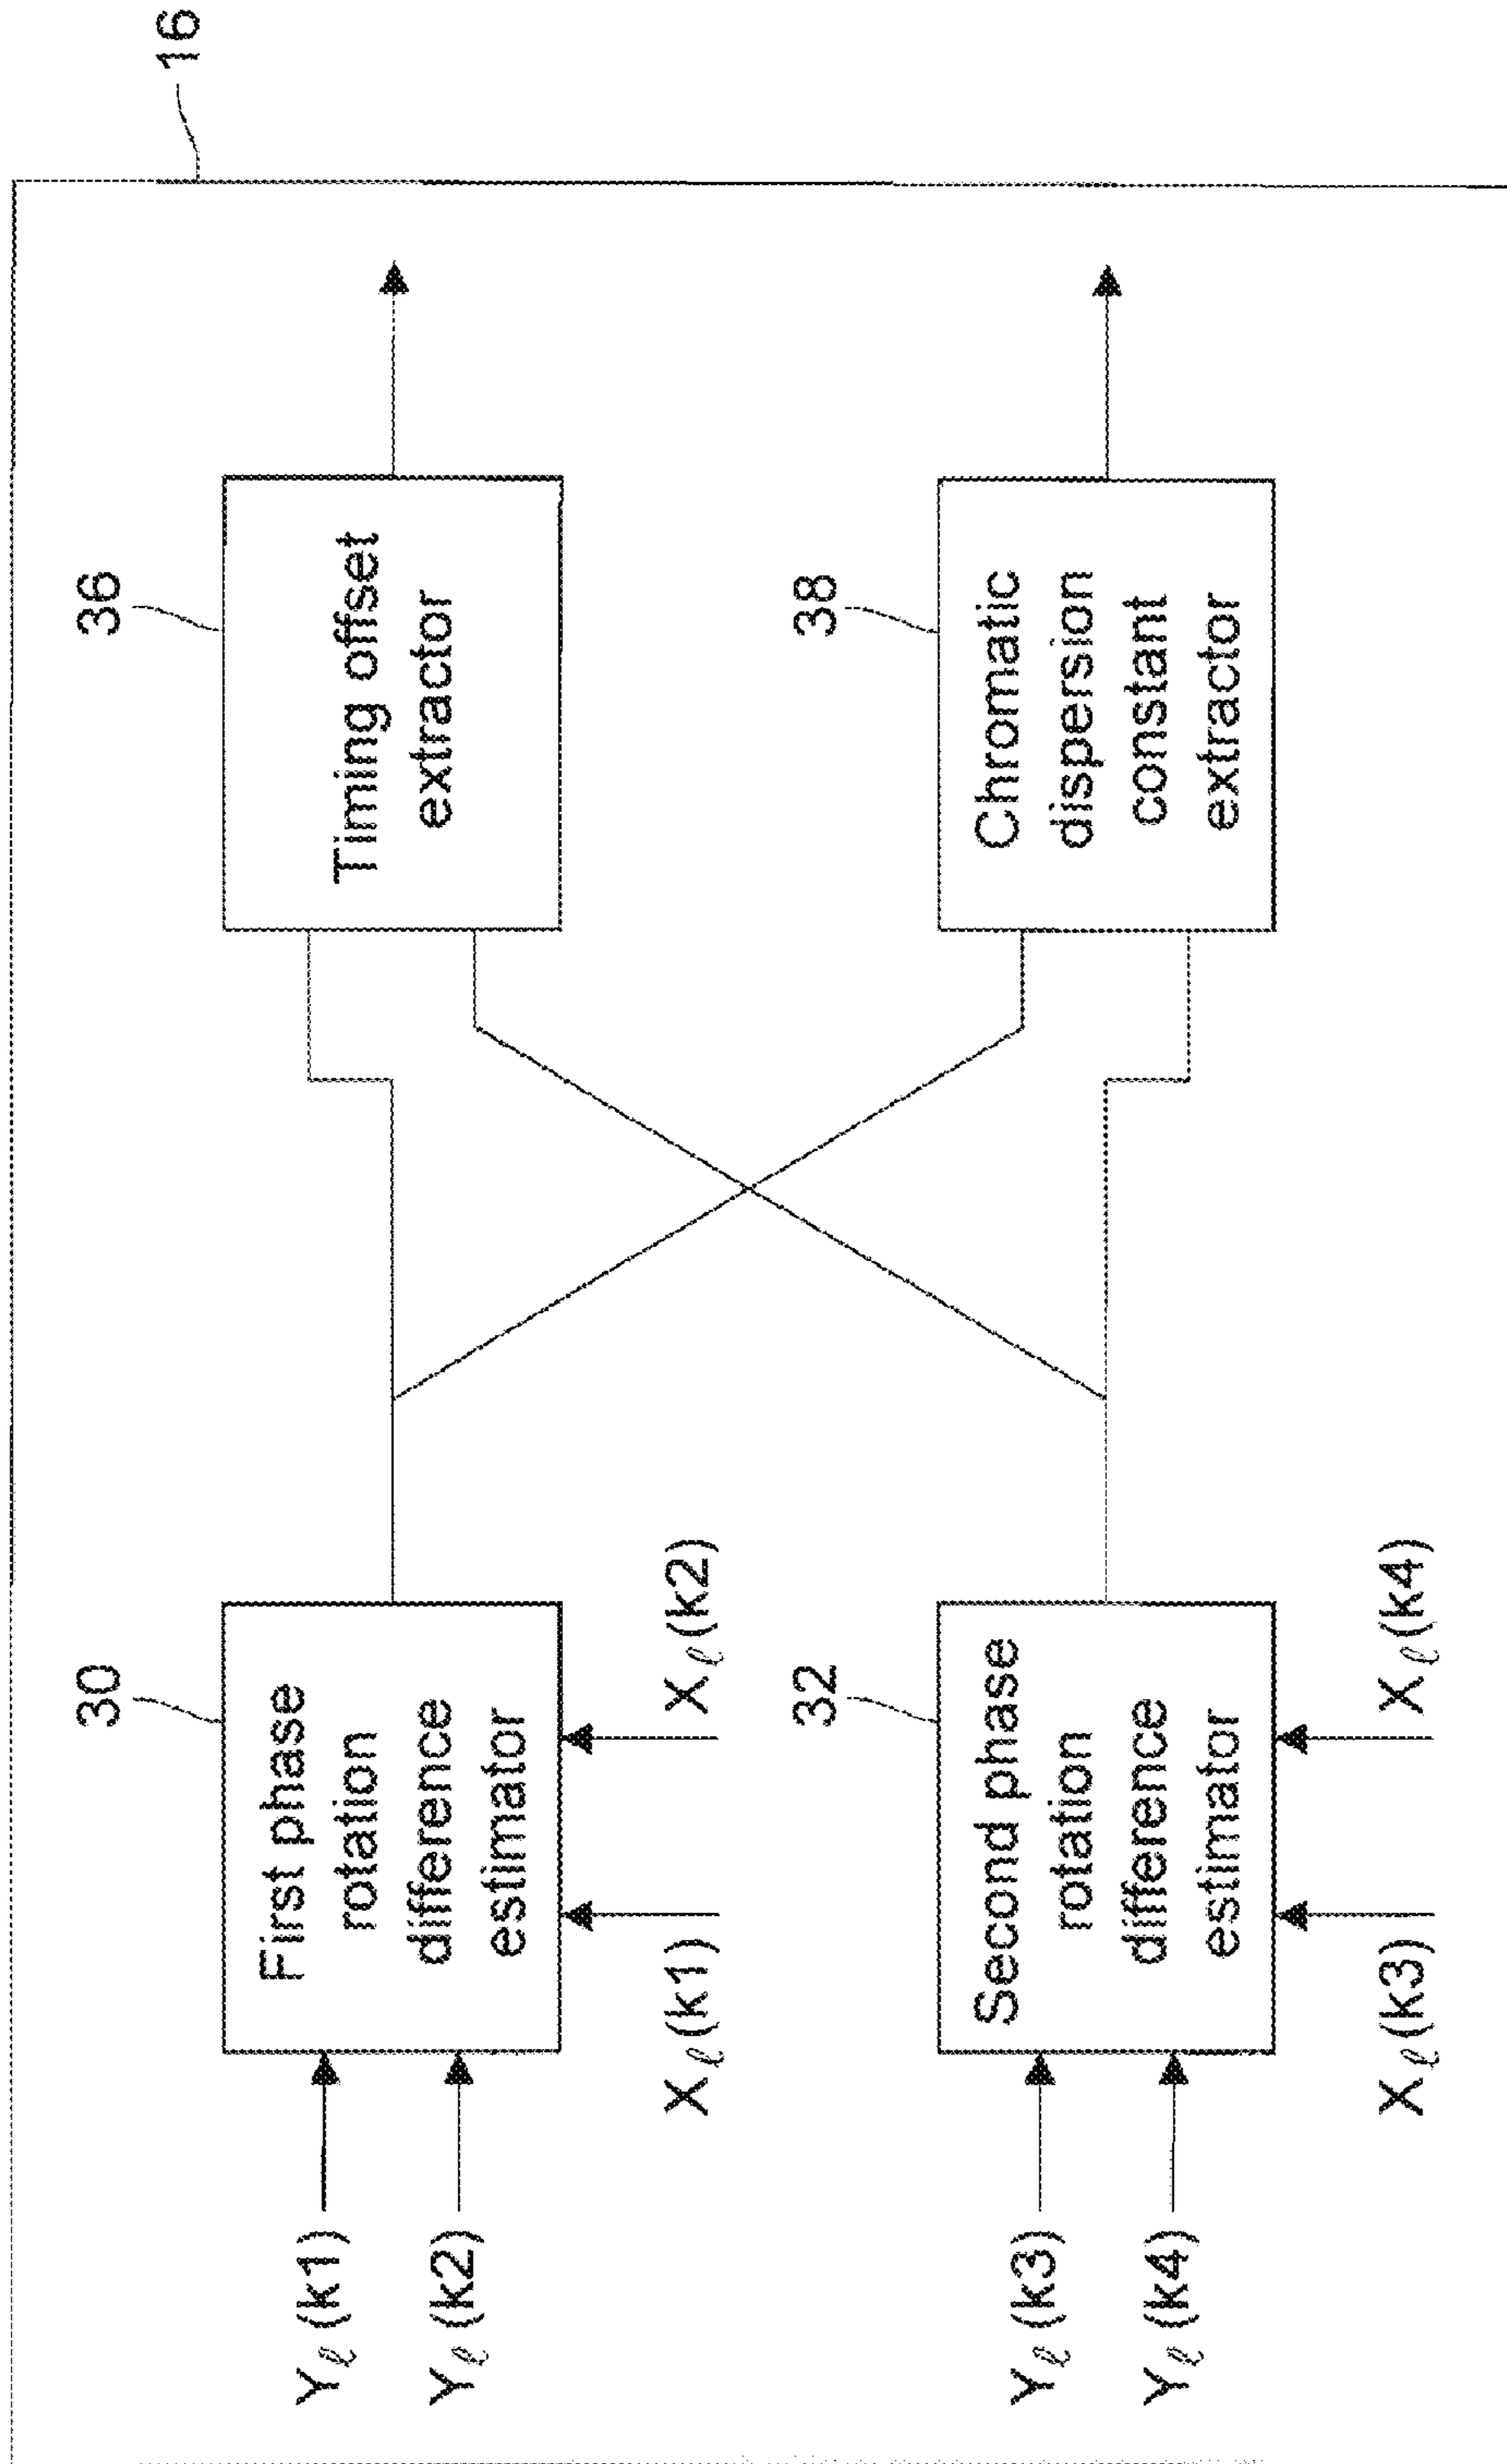 16
30
First phase
rotation
difference
estimator
36
Timing offset
extractor
Yℓ(k1)
Yℓ(k2)
Xℓ(k1)
Xℓ(k2)
32
Second phase
rotation
difference
estimator
38
Chromatic
dispersion
constant
extractor
Yℓ(k3)
Yℓ(k4)
Xℓ(k3)
Xℓ(k4)